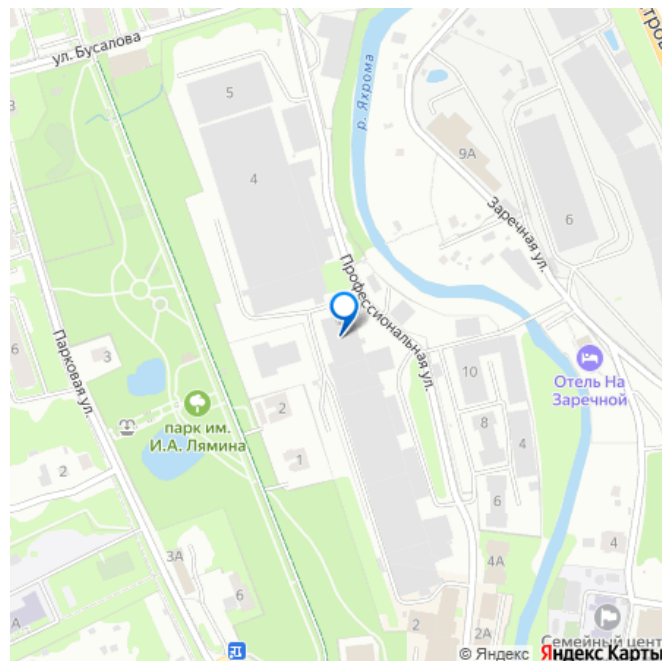 ул. Бусалова
5
3
4
р. Яхрома
9А
6
Заречная ул.
Профессиональная ул.
Парковая ул.
6
3
парк им.
И.А. Лямина
2
1
10
8
4
6
Отель На
Заречной
2
3А
6
4А
4
2
2А
А
Семейный цент
© Яндекс Яндекс Карты